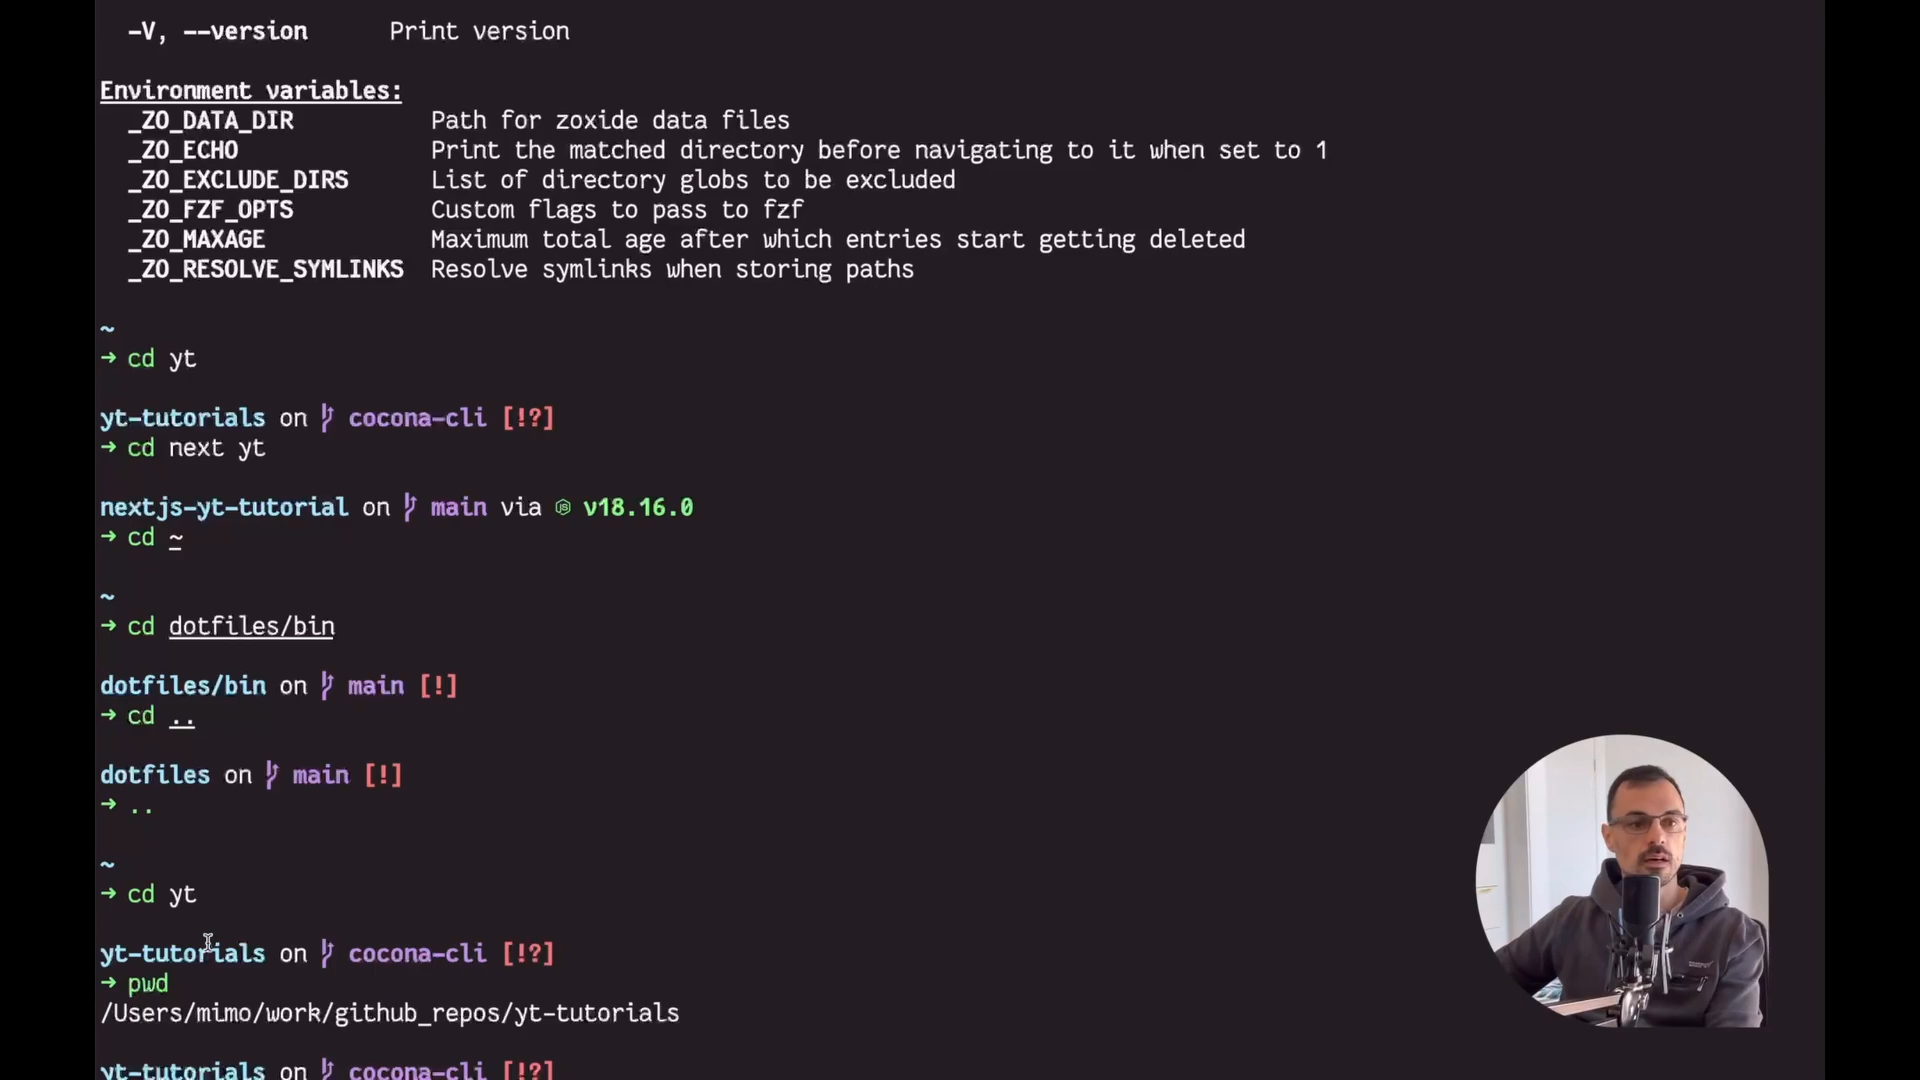 -V, --version     Print version
Environment variables:
_ZO_DATA_DIR          Path for zoxide data files
_ZO_ECHO              Print the matched directory before navigating to it when set to 1
_ZO_EXCLUDE_DIRS      List of directory globs to be excluded
_ZO_FZF_OPTS          Custom flags to pass to fzf
_ZO_MAXAGE            Maximum total age after which entries start getting deleted
_ZO_RESOLVE_SYMLINKS  Resolve symlinks when storing paths
~
→ cd yt
yt-tutorials on cocona-cli [!?]
→ cd next yt
nextjs-yt-tutorial on main via v18.16.0
→ cd ~
~
→ cd dotfiles/bin
dotfiles/bin on main [!]
→ cd ..
dotfiles on main [!]
→ ..
~
→ cd yt
yt-tutorials on cocona-cli [!?]
→ pwd
/Users/mimo/work/github_repos/yt-tutorials
yt-tutorials on cocona-cli [!?]